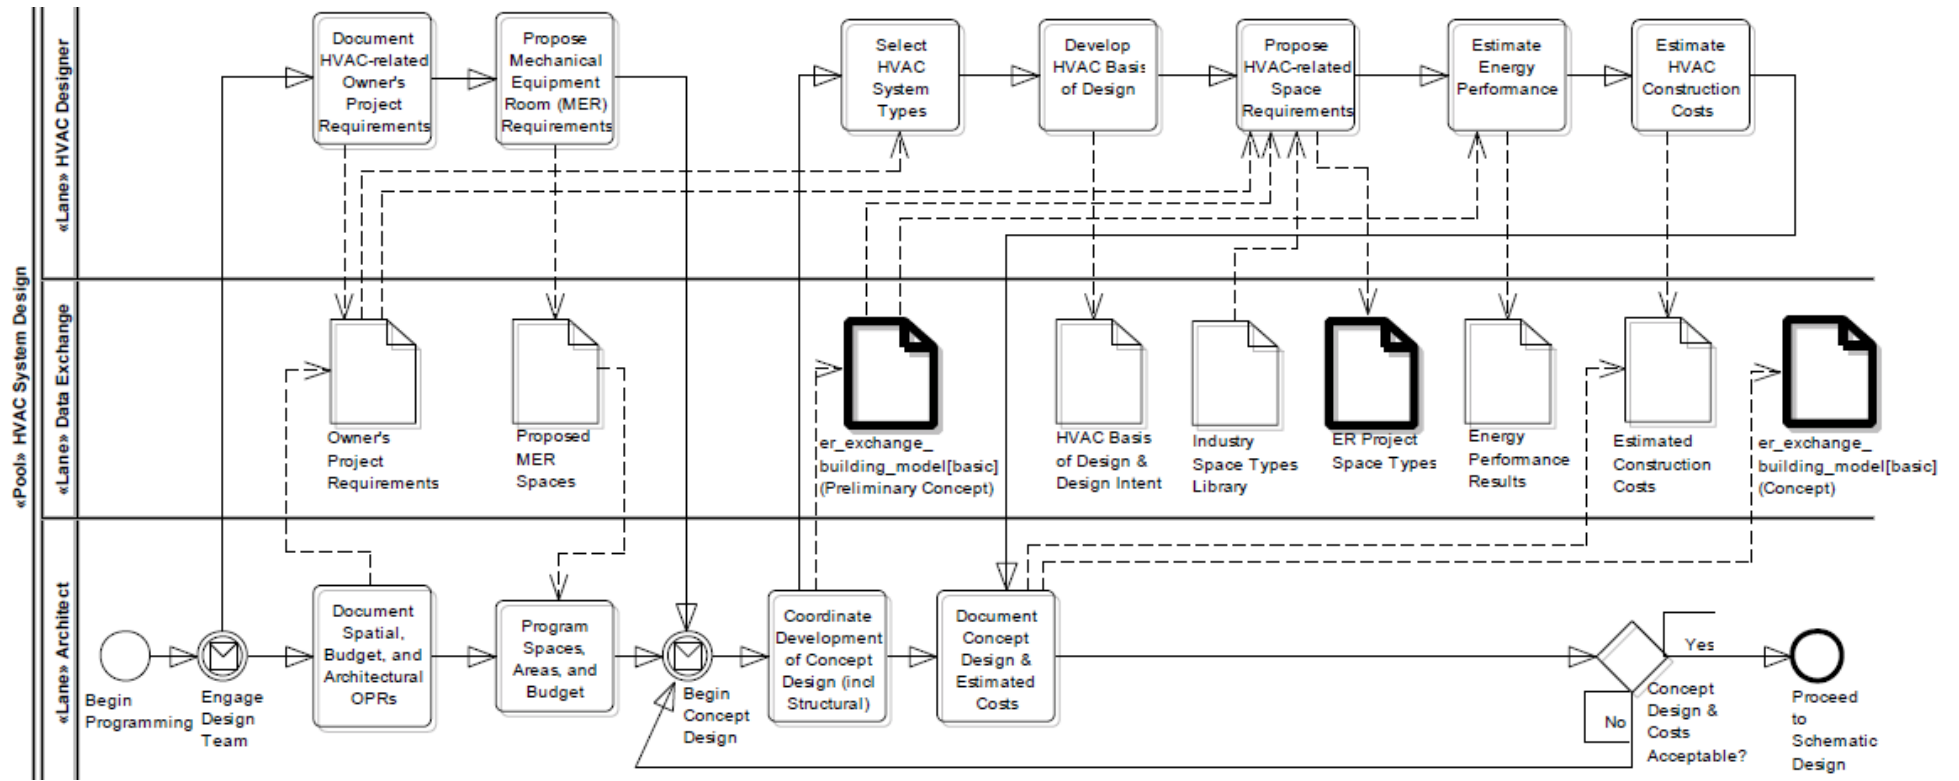 «Pool» HVAC System Design
«Lane» HVAC Designer
Document
HVAC-related
Owner's
Project
Requirements
Propose
Mechanical
Equipment
Room (MER)
Requirements
Select
HVAC
System
Types
Develop
HVAC Basis
of Design
Propose
HVAC-related
Space
Requirements
Estimate
Energy
Performance
Estimate
HVAC
Construction
Costs
«Lane» Data Exchange
Owner's
Project
Requirements
Proposed
MER
Spaces
er_exchange_
building_model[basic]
(Preliminary Concept)
HVAC Basis
of Design &
Design Intent
Industry
Space Types
Library
ER Project
Space Types
Energy
Performance
Results
Estimated
Construction
Costs
er_exchange_
building_model[basic]
(Concept)
«Lane» Architect
Begin
Programming
Engage
Design
Team
Document
Spatial,
Budget, and
Architectural
OPRs
Program
Spaces,
Areas, and
Budget
Begin
Concept
Design
Coordinate
Development
of Concept
Design (incl
Structural)
Document
Concept
Design &
Estimated
Costs
Yes
No
Concept
Design &
Costs
Acceptable?
Proceed
to
Schematic
Design